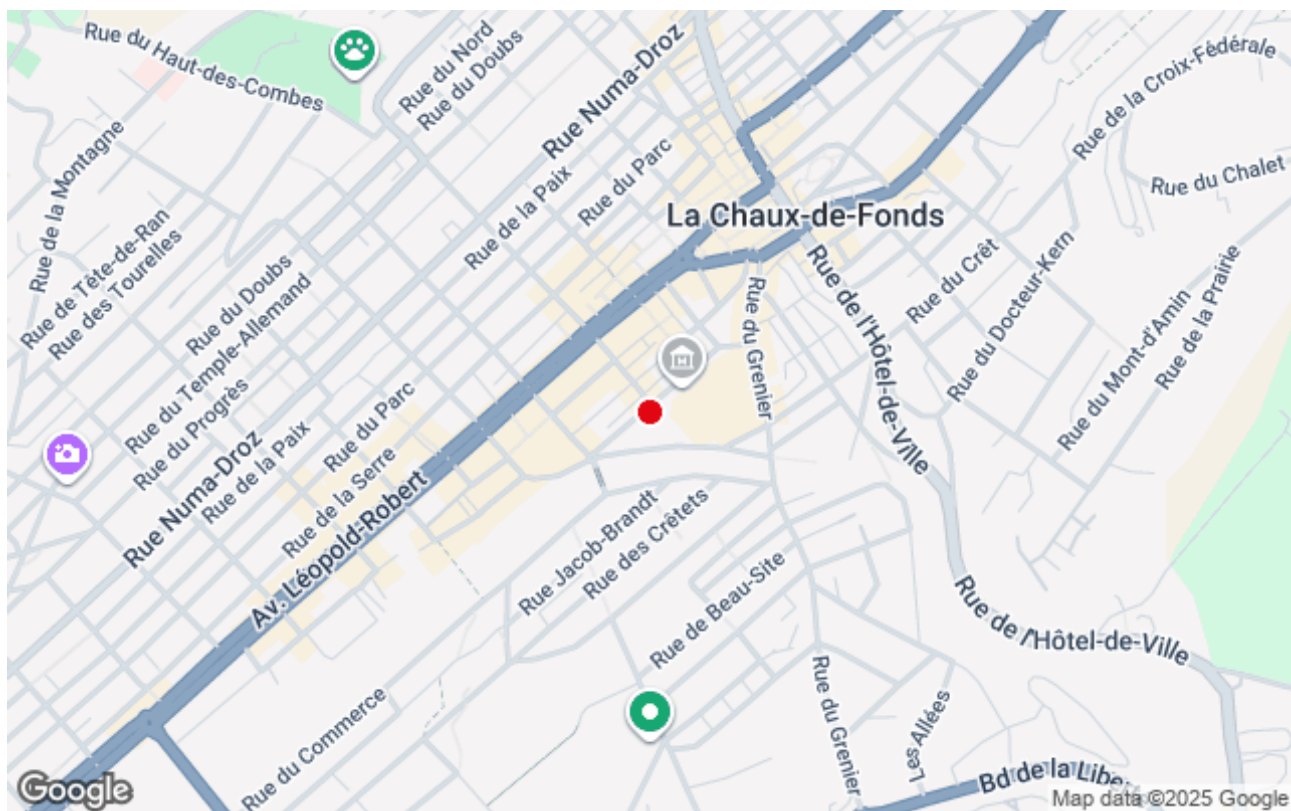 Rue du Haut-des-Combes
Rue du Nord
Rue du Doubs
Rue Numa-Droz
Rue de la Croix-Fédérale
Rue de la Montagne
Rue du Parc
Rue de la Paix
Rue du Chalet
La Chaux-de-Fonds
Rue de Tête-de-Ran
Rue des Tourelles
Rue du Doubs
Rue du Temple-Allemand
Rue du Progrès
Rue Numa-Droz
Rue de la Paix
Rue du Parc
Rue de la Serre
Av. Léopold-Robert
Rue du Grenier
Rue de l'Hôtel-de-Ville
Rue du Crêt
Rue du Docteur-Kern
Rue du Mont-d'Amin
Rue de la Prairie
Rue Jacob-Brandt
Rue des Crêtets
Rue de Beau-Site
Rue de l'Hôtel-de-Ville
Rue du Commerce
Rue du Grenier
Les Allées
Bd de la
Google
Map data ©2025 Google